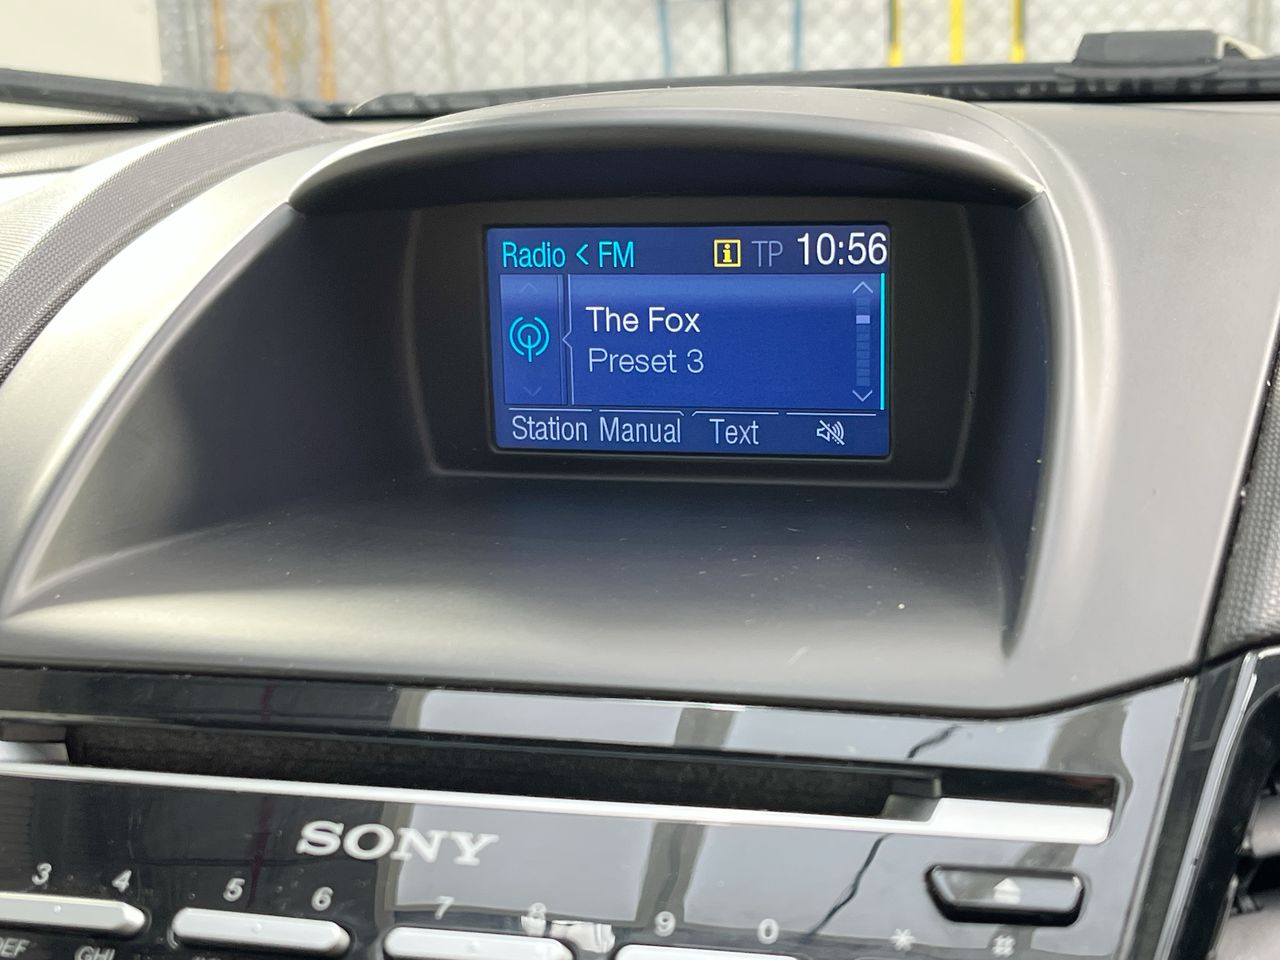 Radio < FM i TP 10:56
The Fox
Preset 3
Station Manual Text
SONY
3 4 5 6 7 8 9 0 * #
DEF GHI